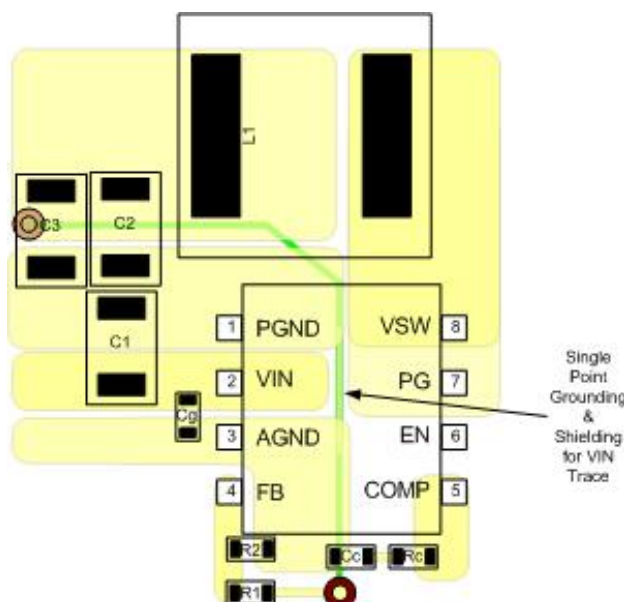 L1
C3
C2
C1
Cg
1 PGND VSW 8
2 VIN PG 7
3 AGND EN 6
4 FB COMP 5
R2
Cc
Rc
R1
Single
Point
Grounding
&
Shielding
for VIN
Trace